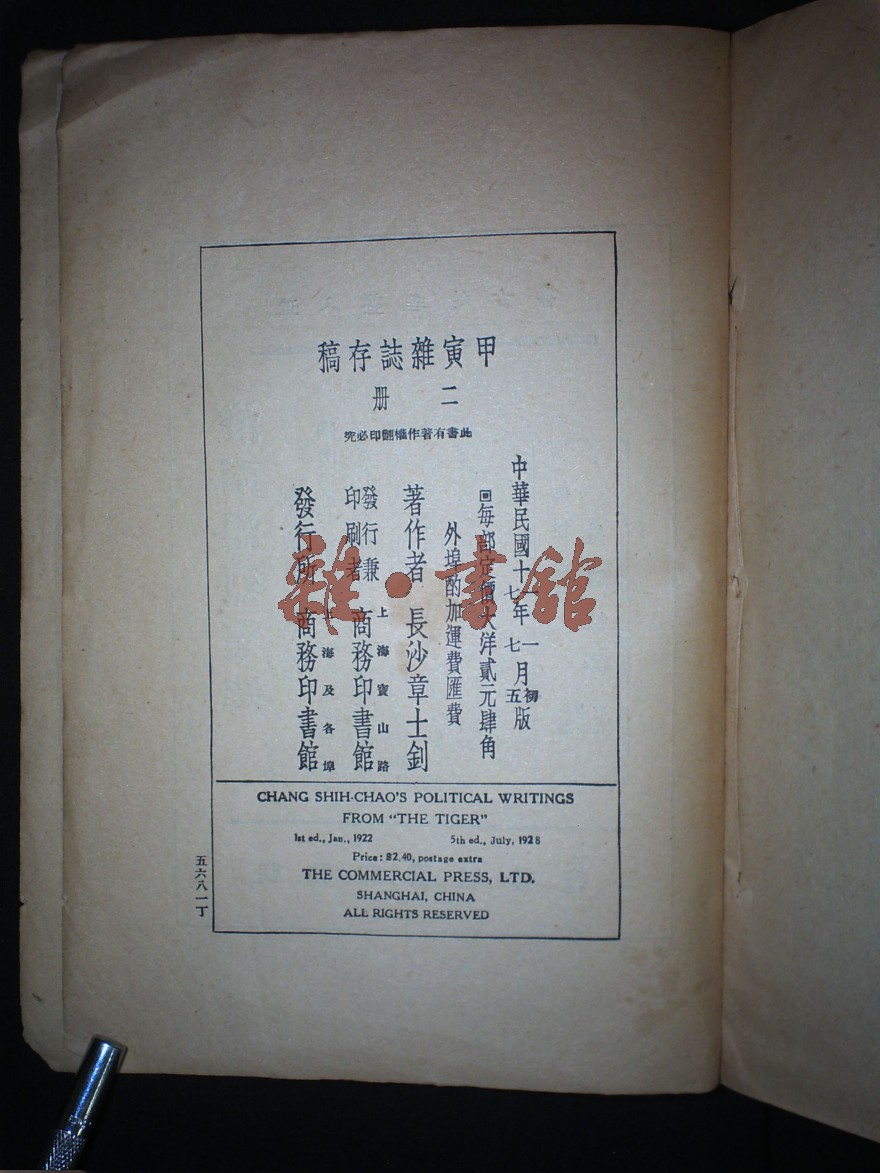 甲寅雜誌存稿
二册
此書有著作權翻印必究
中華民國十一年一月初版
七年七月五版
回每部定價大洋貳元肆角
外埠酌加運費匯費
著作者 長沙章士釗
發行兼印刷者 上海寶山路 商務印書館
發行所 上海及各埠 商務印書館
雜·書館
CHANG SHIH-CHAO'S POLITICAL WRITINGS
FROM "THE TIGER"
1st ed., Jan., 1922 5th ed., July, 1928
Price: $2.40, postage extra
THE COMMERCIAL PRESS, LTD.
SHANGHAI, CHINA
ALL RIGHTS RESERVED
五六八一丁